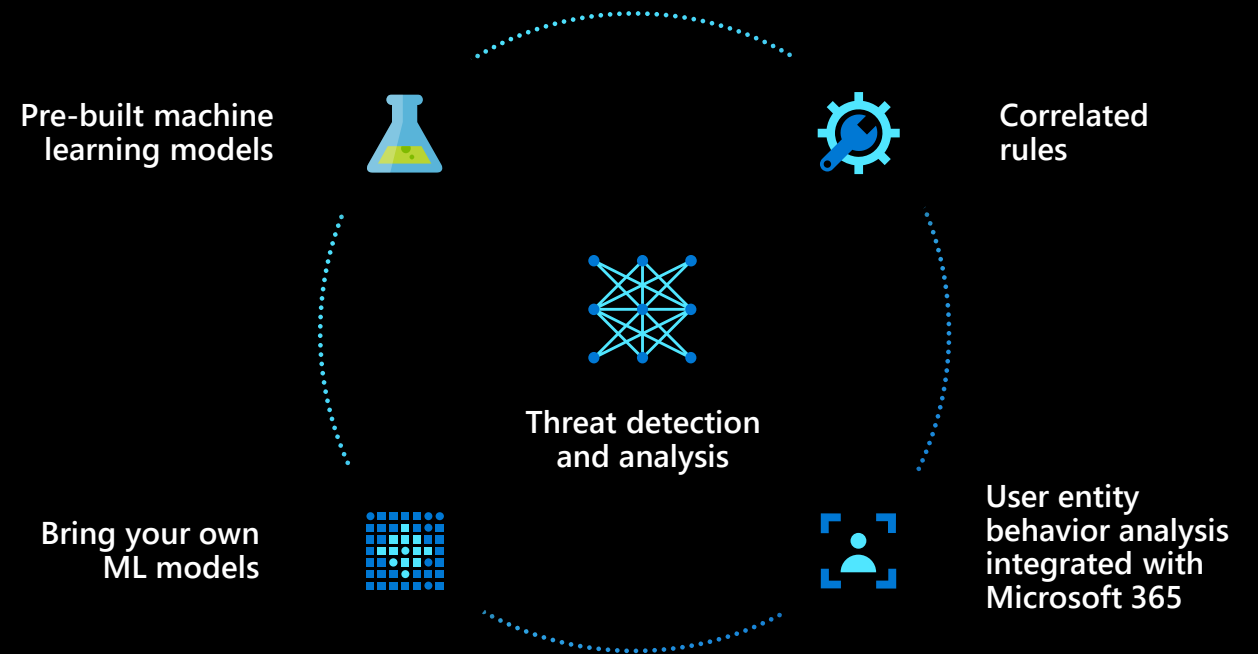 Pre-built machine
learning models
Correlated
rules
Threat detection
and analysis
Bring your own
ML models
User entity
behavior analysis
integrated with
Microsoft 365